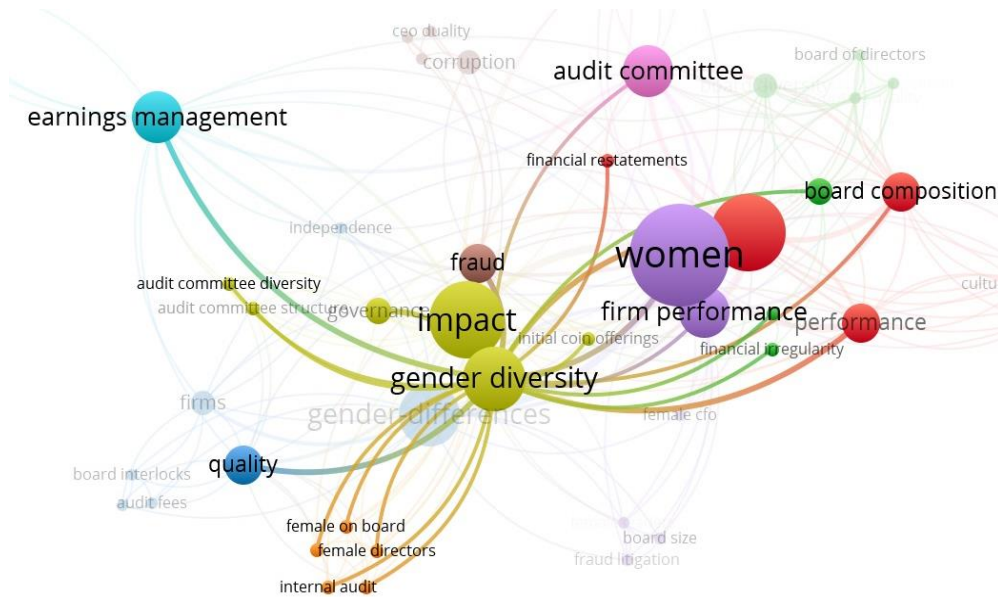 ceo duality
corruption
audit committee
board of directors
earnings management
financial restatements
board composition
independence
women
fraud
audit committee diversity
cultu
audit committee structure
governance
impact
firm performance
performance
initial coin offerings
financial irregularity
gender diversity
firms
gender-differences
female cfo
quality
board interlocks
audit fees
female on board
board size
female directors
fraud litigation
internal audit